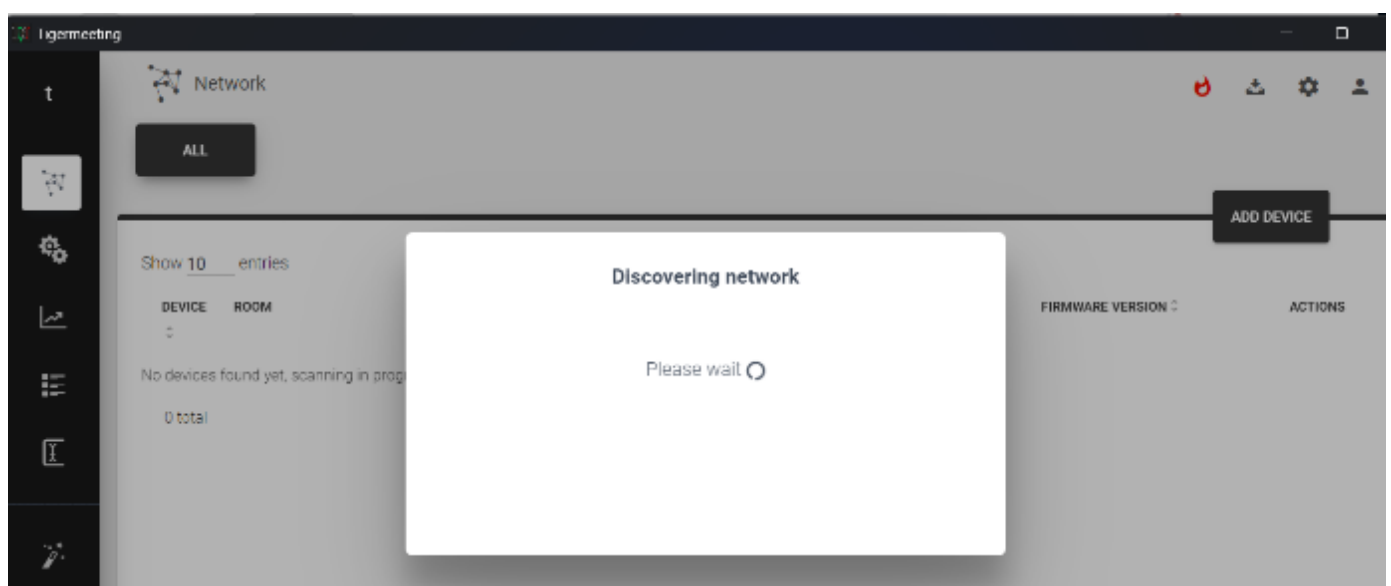 Tigermeeting
t
Network
ALL
ADD DEVICE
Show 10 entries
Discovering network
DEVICE ROOM FIRMWARE VERSION ACTIONS
Please wait
No devices found yet, scanning in prog
0 total